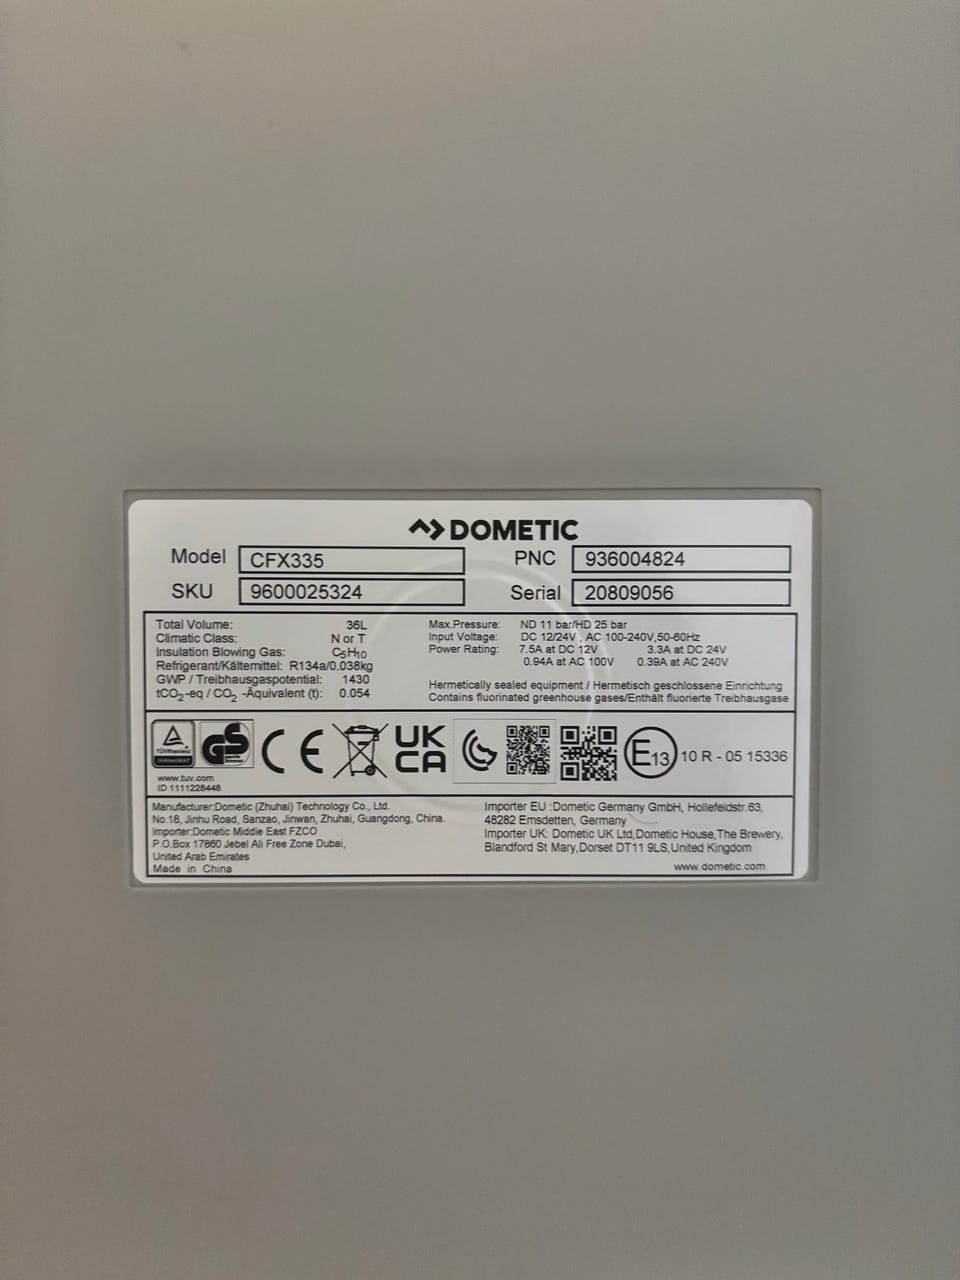 DOMETIC
Model CFX335 PNC 936004824
SKU 9600025324 Serial 20809056
Total Volume: 36L
Climatic Class: N or T
Insulation Blowing Gas: C5H10
Refrigerant/Kältemittel: R134a/0.038kg
GWP / Treibhausgaspotential: 1430
tCO2-eq / CO2 -Äquivalent (t): 0.054
Max.Pressure: ND 11 bar/HD 25 bar
Input Voltage: DC 12/24V , AC 100-240V,50-60Hz
Power Rating: 7.5A at DC 12V 3.3A at DC 24V
0.94A at AC 100V 0.39A at AC 240V
Hermetically sealed equipment / Hermetisch geschlossene Einrichtung
Contains fluorinated greenhouse gases/Enthält fluorierte Treibhausgase
TÜVRheinland
GS
geprüfte
Sicherheit
CE
UK
CA
E13 10 R - 05 15336
www.tuv.com
ID 1111228448
Manufacturer:Dometic (Zhuhai) Technology Co., Ltd.
No 18, Jinhu Road, Sanzao, Jinwan, Zhuhai, Guangdong, China.
Importer:Dometic Middle East FZCO
P.O.Box 17860 Jebel Ali Free Zone Dubai,
United Arab Emirates
Made in China
Importer EU :Dometic Germany GmbH, Hollefeldstr.63,
48282 Emsdetten, Germany
Importer UK: Dometic UK Ltd,Dometic House,The Brewery,
Blandford St Mary,Dorset DT11 9LS,United Kingdom
www.dometic.com